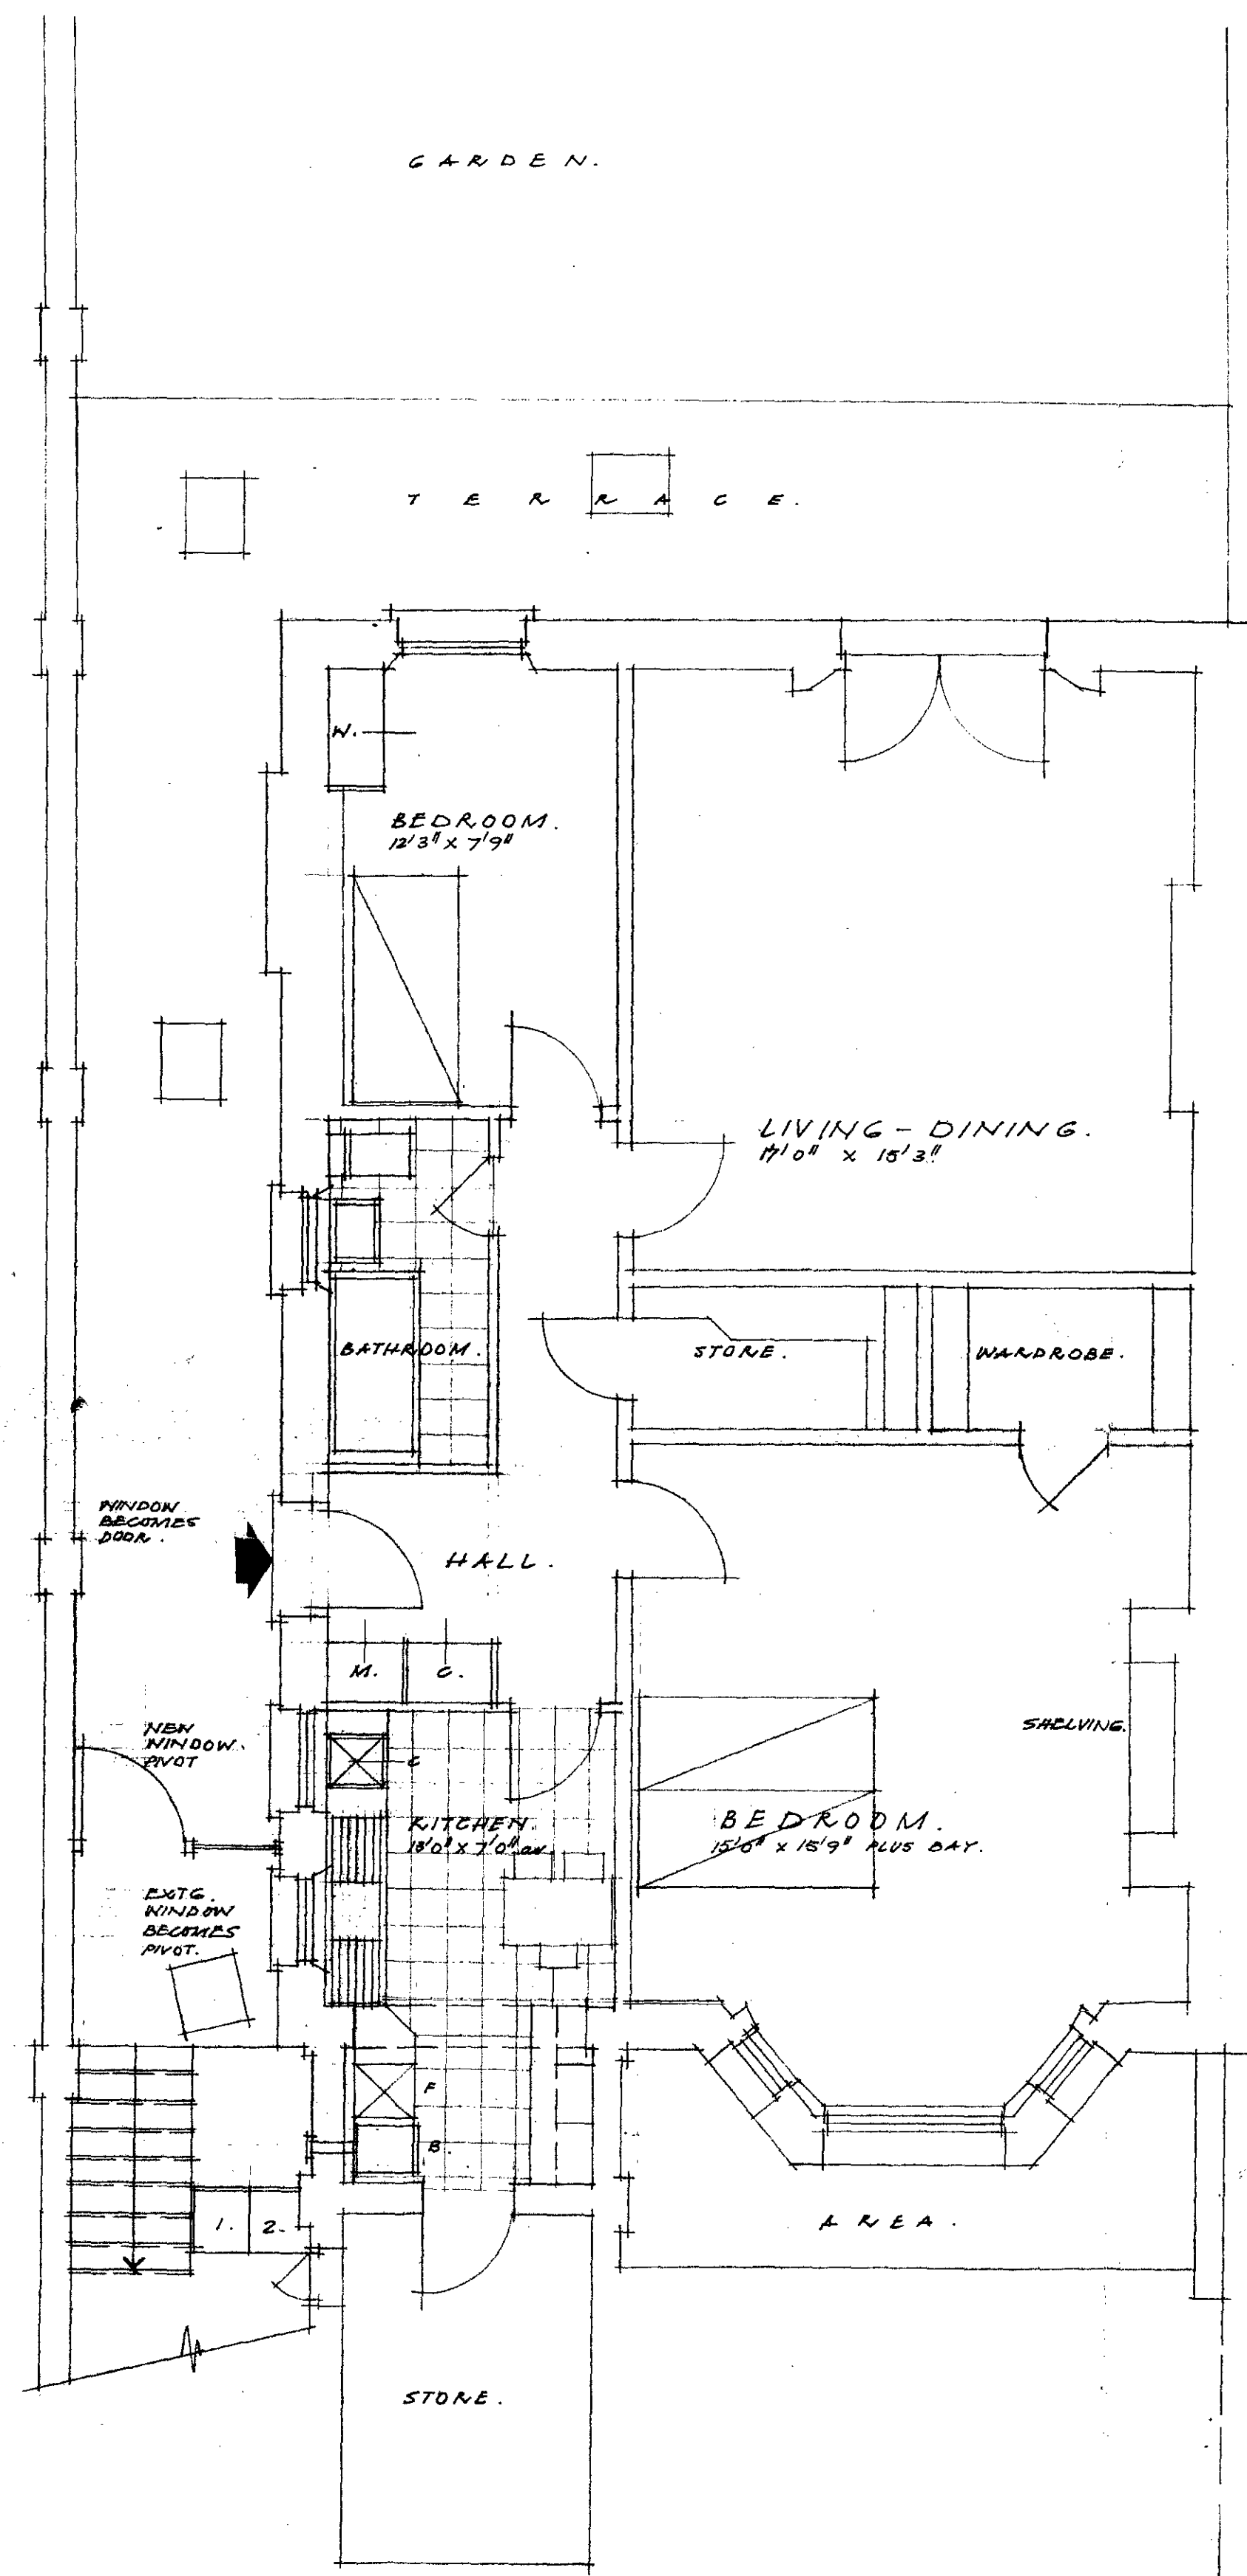 GARDEN.
TERRACE.
W.
BEDROOM.
12'3" X 7'9"
LIVING - DINING.
17'0" X 15'3"
BATHROOM.
STORE.
WARDROBE.
WINDOW
BECOMES
DOOR.
HALL.
M.
C.
NEW
WINDOW.
PIVOT
SHELVING.
C
KITCHEN.
BEDROOM.
15'0" X 15'9" PLUS BAY.
EXTG.
WINDOW
BECOMES
PIVOT.
F
B.
1.
2.
AREA.
STORE.